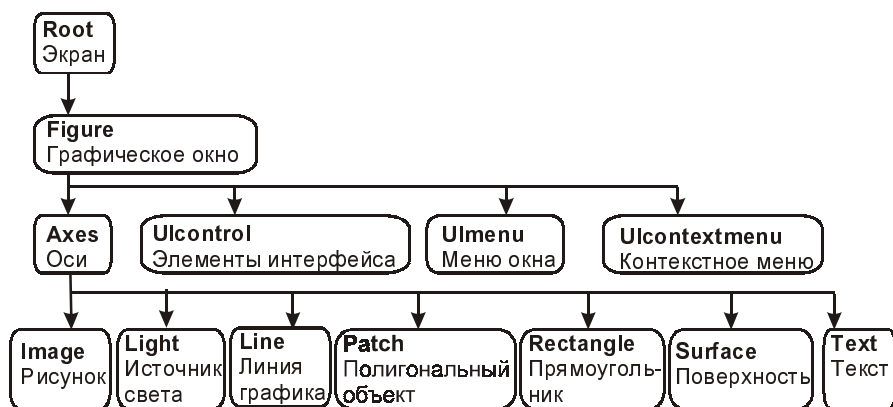 Root
Экран
Figure
Графическое окно
Axes
Оси
UIcontrol
Элементы интерфейса
UImenu
Меню окна
UIcontextmenu
Контекстное меню
Image
Рисунок
Light
Источник
света
Line
Линия
графика
Patch
Полигональный
объект
Rectangle
Прямоуголь-
ник
Surface
Поверхность
Text
Текст